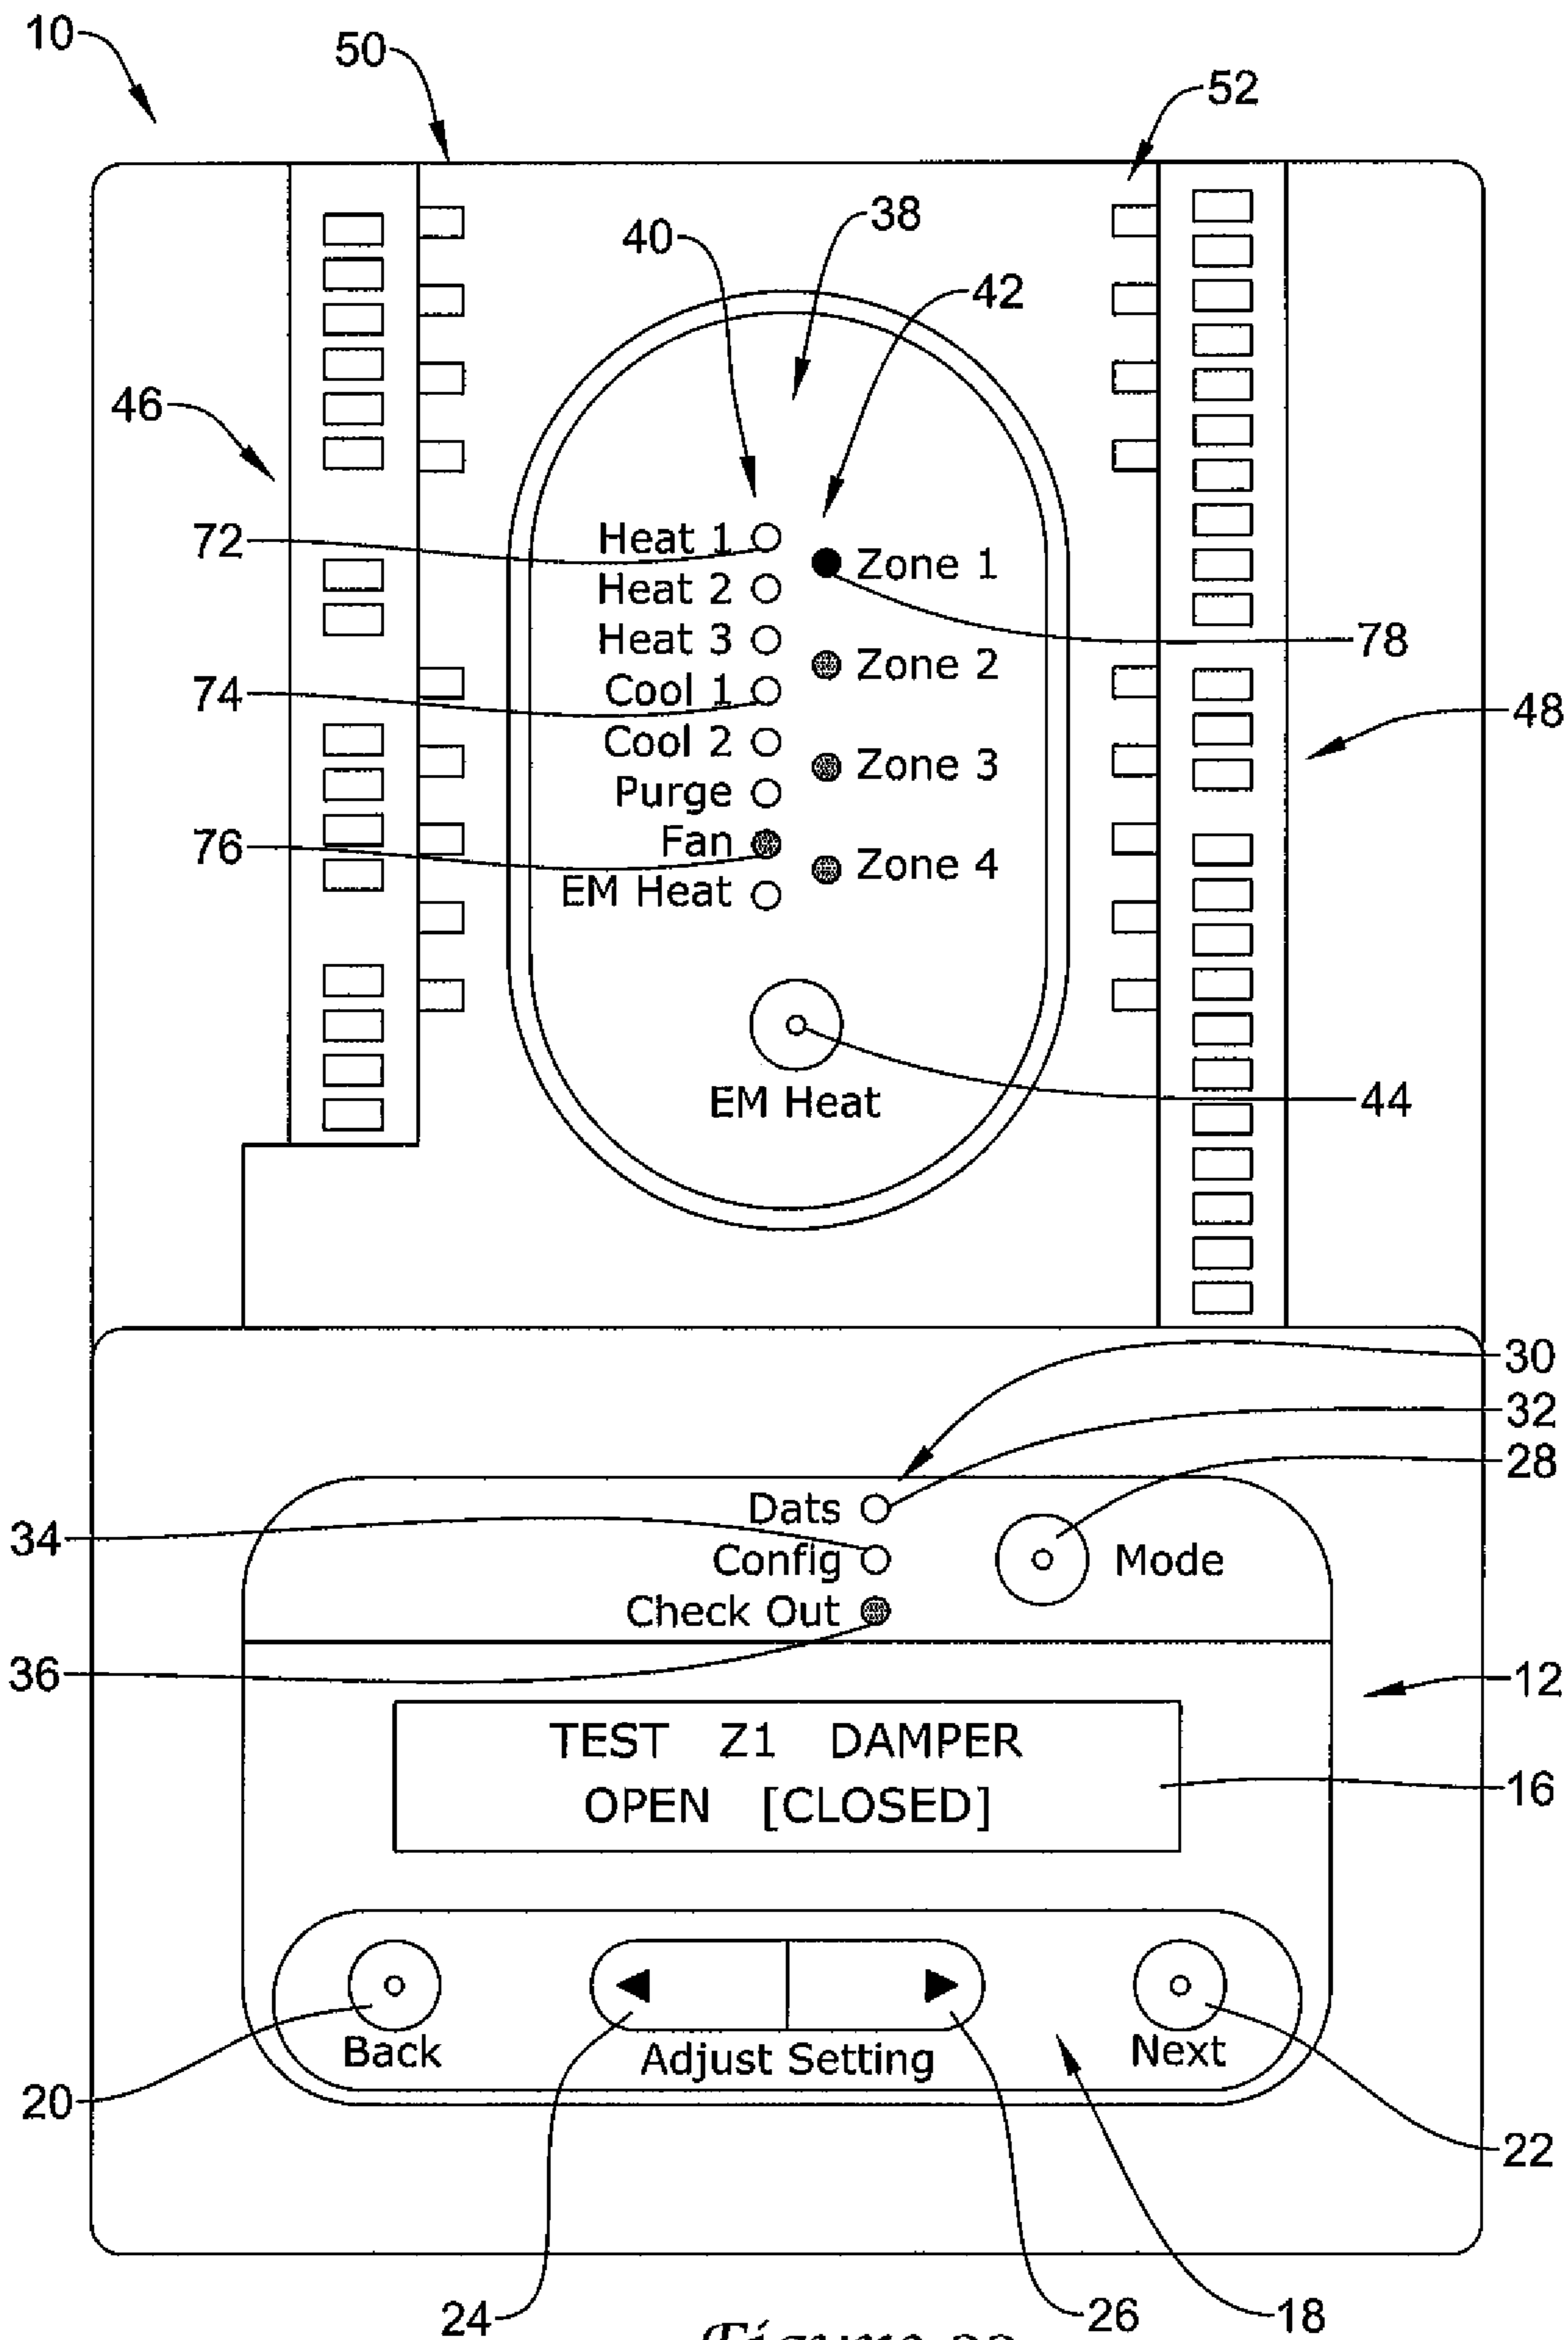 10
50
52
40
38
42
46
72
Heat 1
Zone 1
Heat 2
78
Heat 3
Zone 2
74
Cool 1
48
Cool 2
Zone 3
Purge
76
Fan
Zone 4
EM Heat
44
EM Heat
30
32
28
Dats
34
Config
Mode
Check Out
36
12
TEST Z1 DAMPER
16
OPEN [CLOSED]
Back
Adjust Setting
Next
20
22
24
26
18